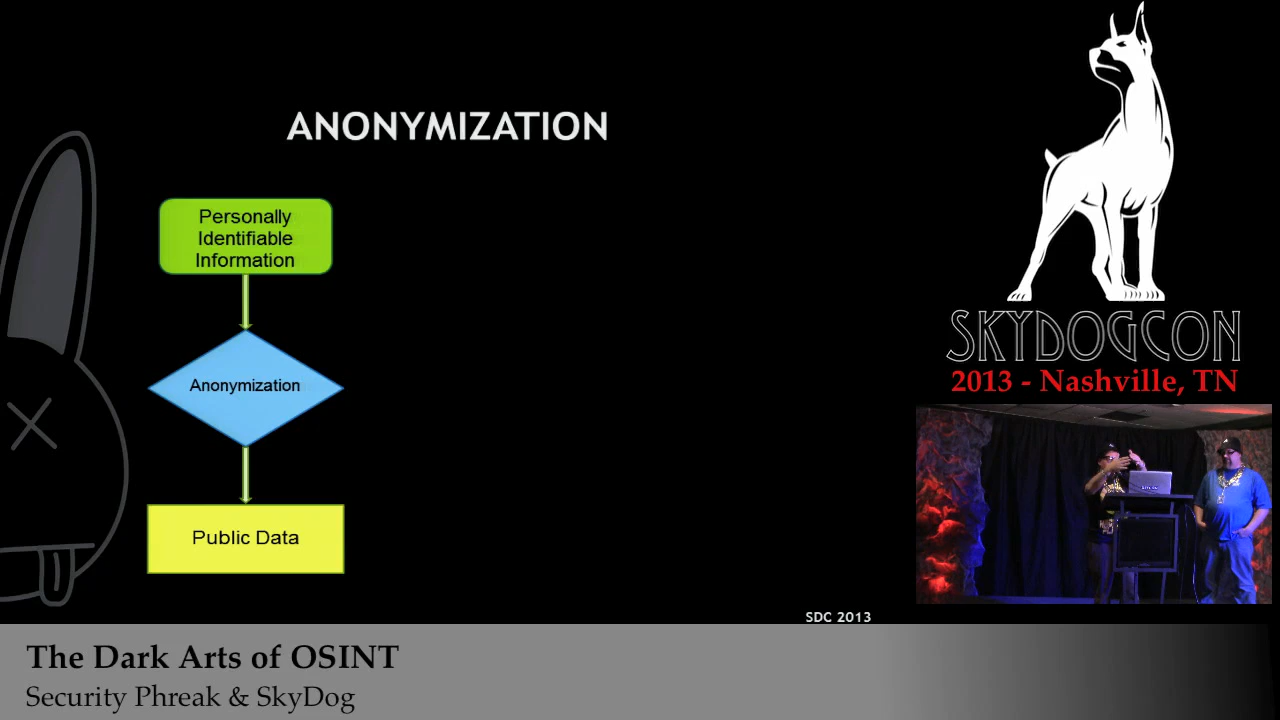 ANONYMIZATION
Personally
Identifiable
Information
Anonymization
Public Data
SDC 2013
SKYDOGCON
2013 - Nashville, TN
The Dark Arts of OSINT
Security Phreak & SkyDog